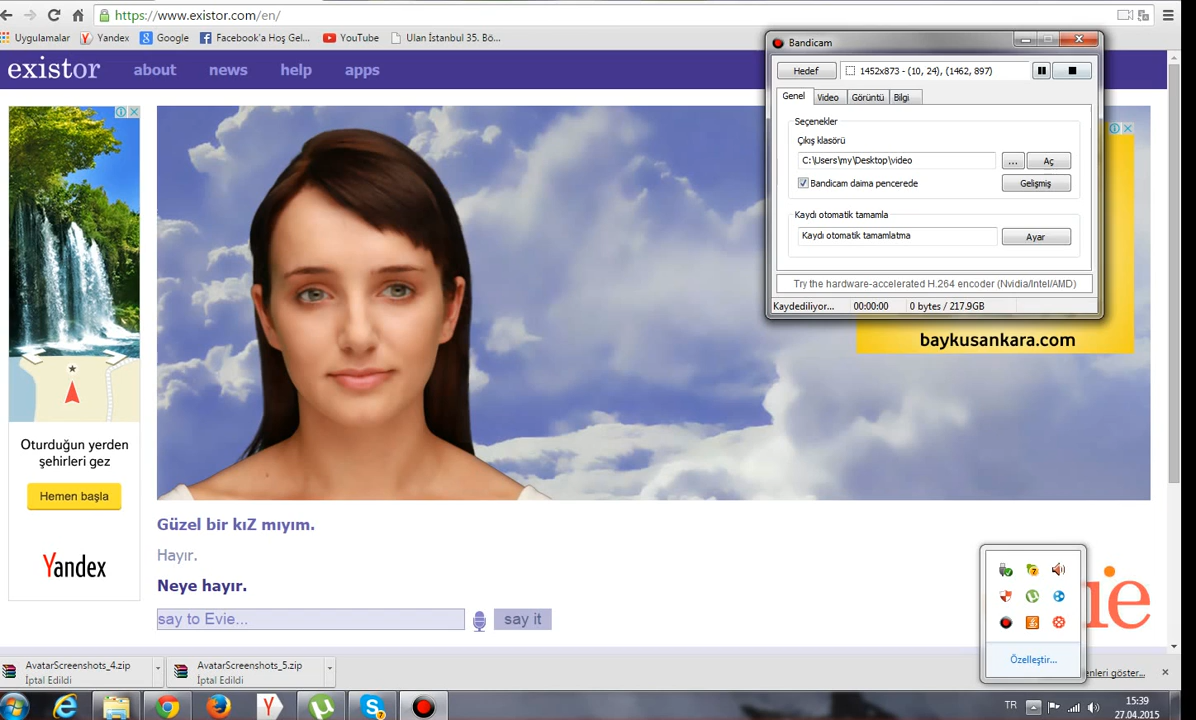 https://www.existor.com/en/
Uygulamalar
Yandex
Google
Facebook'a Hoş Gel...
YouTube
Ulan İstanbul 35. Bö...
existor
about
news
help
apps
Bandicam
Hedef
1452x873 - (10, 24), (1462, 897)
Genel
Video
Görüntü
Bilgi
Seçenekler
Çıkış klasörü
C:\Users\my\Desktop\video
...
Aç
Bandicam daima pencerede
Gelişmiş
Kaydı otomatik tamamla
Kaydı otomatik tamamlatma
Ayar
Try the hardware-accelerated H.264 encoder (Nvidia/Intel/AMD)
Kaydediliyor...
00:00:00
0 bytes / 217.9GB
baykusankara.com
Oturduğun yerden
şehirleri gez
Hemen başla
Yandex
Güzel bir kıZ mıyım.
Hayır.
Neye hayır.
say to Evie...
say it
ie
Özelleştir...
AvatarScreenshots_4.zip
İptal Edildi
AvatarScreenshots_5.zip
İptal Edildi
enleri göster...
TR
15:39
27.04.2015